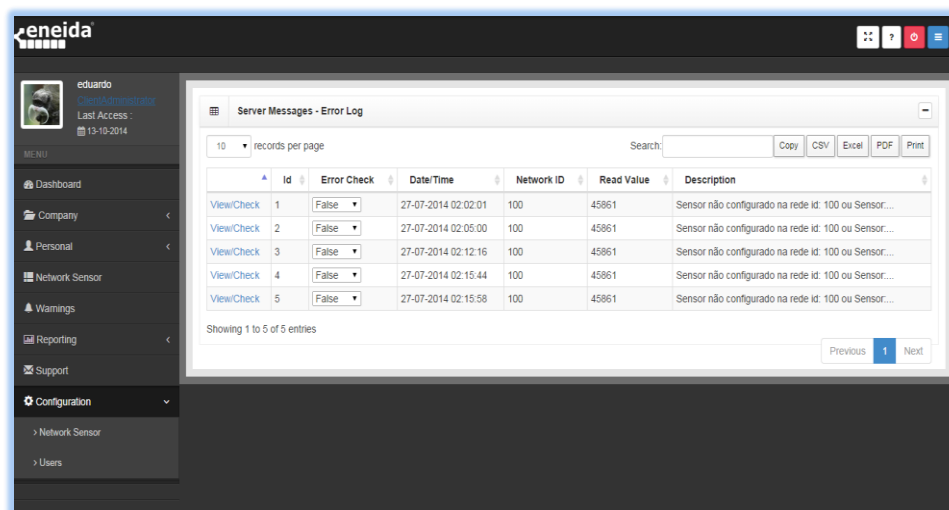 eneida
?
eduardo
ClientAdministrator
Last Access :
13-10-2014
MENU
Dashboard
Company
Personal
Network Sensor
Warnings
Reporting
Support
Configuration
> Network Sensor
> Users
Server Messages - Error Log
10 records per page
Search:
Copy CSV Excel PDF Print
Id Error Check Date/Time Network ID Read Value Description
View/Check 1 False 27-07-2014 02:02:01 100 45861 Sensor não configurado na rede id: 100 ou Sensor:...
View/Check 2 False 27-07-2014 02:05:00 100 45861 Sensor não configurado na rede id: 100 ou Sensor:...
View/Check 3 False 27-07-2014 02:12:16 100 45861 Sensor não configurado na rede id: 100 ou Sensor:...
View/Check 4 False 27-07-2014 02:15:44 100 45861 Sensor não configurado na rede id: 100 ou Sensor:...
View/Check 5 False 27-07-2014 02:15:58 100 45861 Sensor não configurado na rede id: 100 ou Sensor:...
Showing 1 to 5 of 5 entries
Previous 1 Next